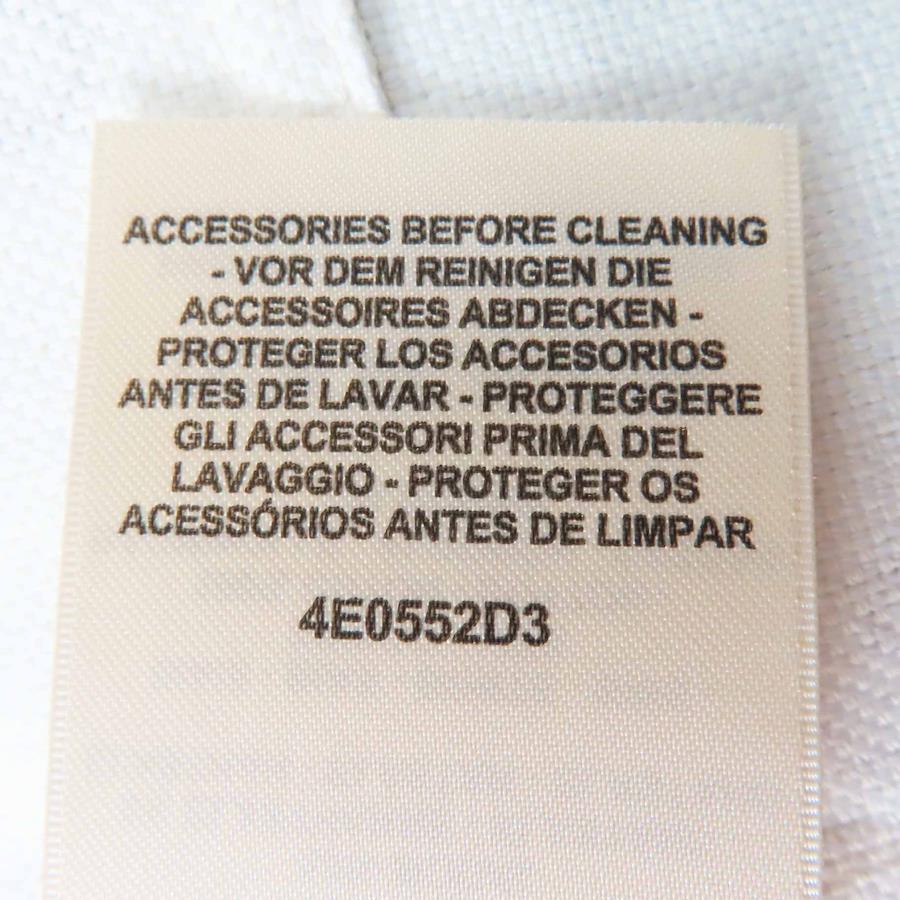 ACCESSORIES BEFORE CLEANING
- VOR DEM REINIGEN DIE
ACCESSOIRES ABDECKEN -
PROTEGER LOS ACCESORIOS
ANTES DE LAVAR - PROTEGGERE
GLI ACCESSORI PRIMA DEL
LAVAGGIO - PROTEGER OS
ACESSÓRIOS ANTES DE LIMPAR
4E0552D3